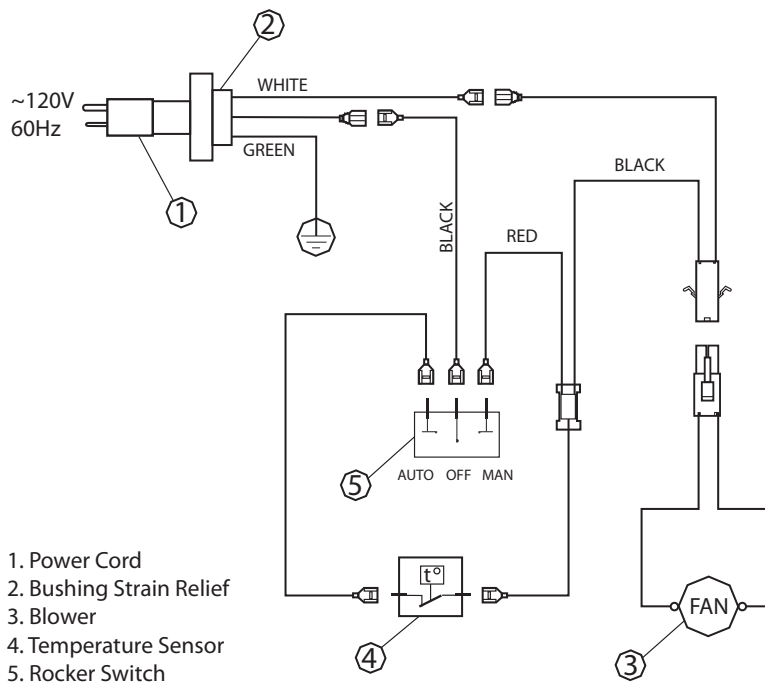 2
WHITE
~120V
60Hz
GREEN
1
BLACK
BLACK
RED
5
AUTO OFF MAN
t°
4
FAN
3
1. Power Cord
2. Bushing Strain Relief
3. Blower
4. Temperature Sensor
5. Rocker Switch